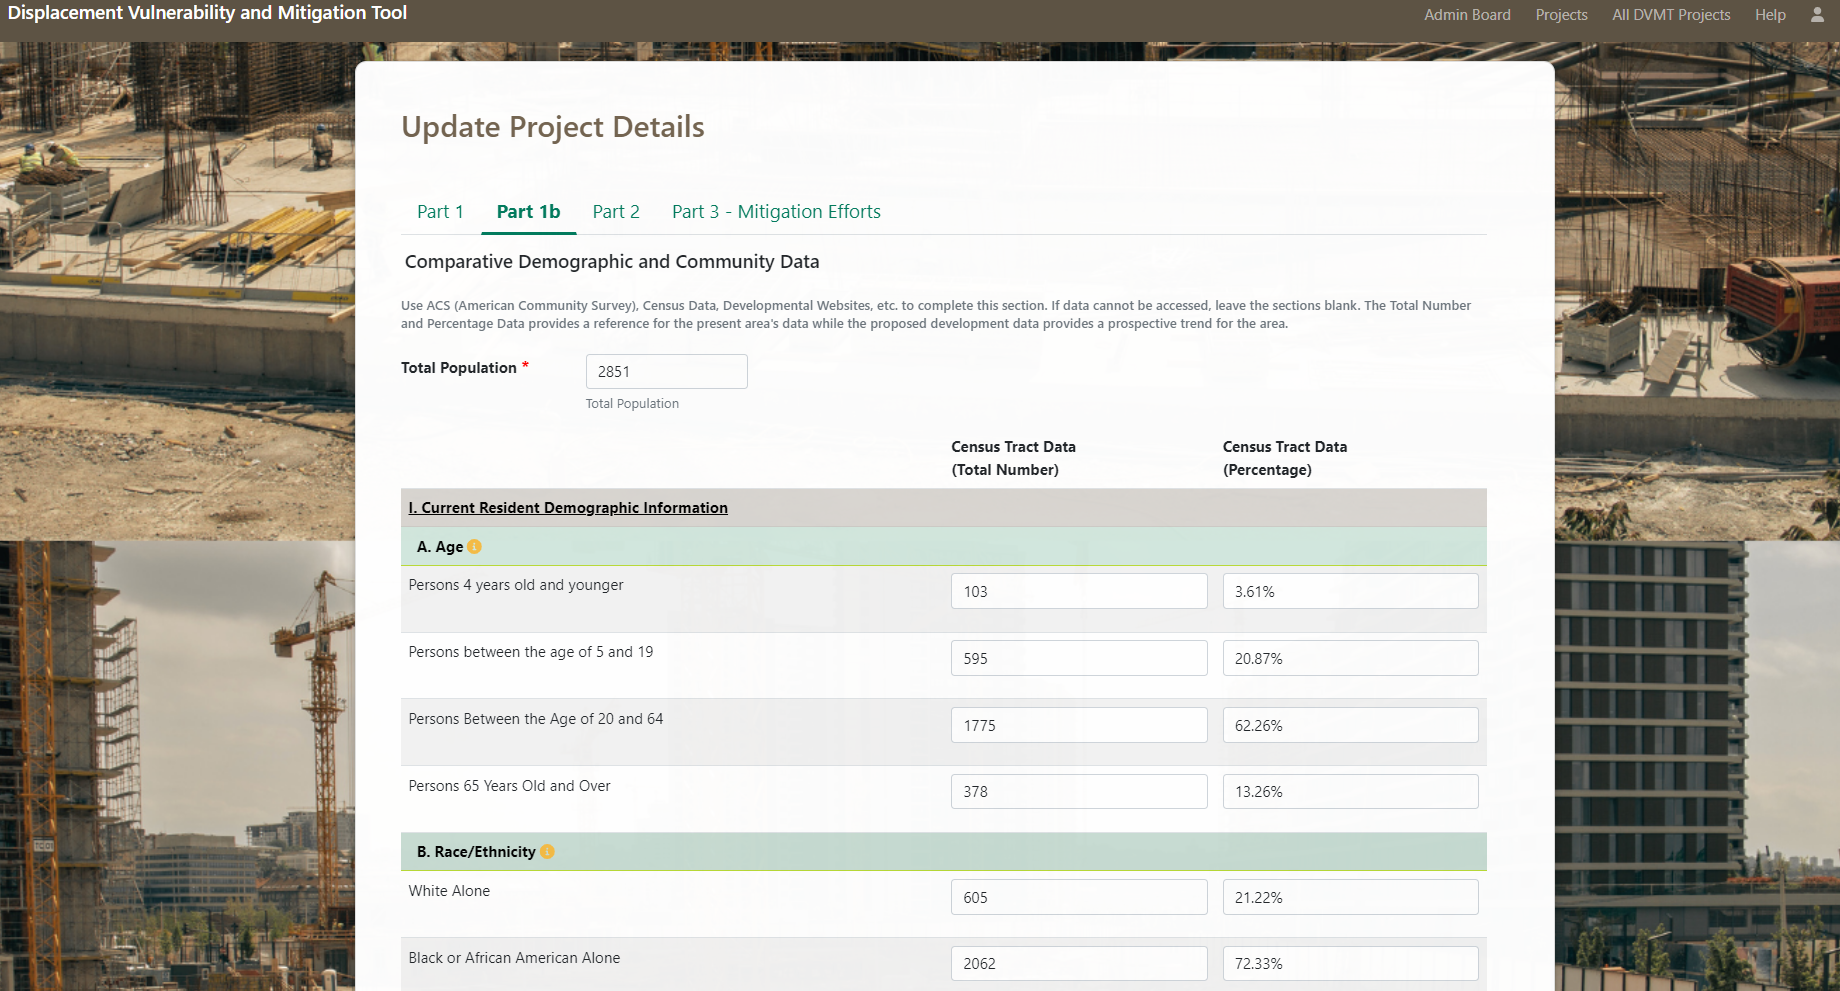 Displacement Vulnerability and Mitigation Tool
Admin Board Projects All DVMT Projects Help
Update Project Details
Part 1 Part 1b Part 2 Part 3 - Mitigation Efforts
Comparative Demographic and Community Data
Use ACS (American Community Survey), Census Data, Developmental Websites, etc. to complete this section. If data cannot be accessed, leave the sections blank. The Total Number
and Percentage Data provides a reference for the present area's data while the proposed development data provides a prospective trend for the area.
Total Population * 2851
Total Population
Census Tract Data Census Tract Data
(Total Number) (Percentage)
I. Current Resident Demographic Information
A. Age
Persons 4 years old and younger 103 3.61%
Persons between the age of 5 and 19 595 20.87%
Persons Between the Age of 20 and 64 1775 62.26%
Persons 65 Years Old and Over 378 13.26%
B. Race/Ethnicity
White Alone 605 21.22%
Black or African American Alone 2062 72.33%